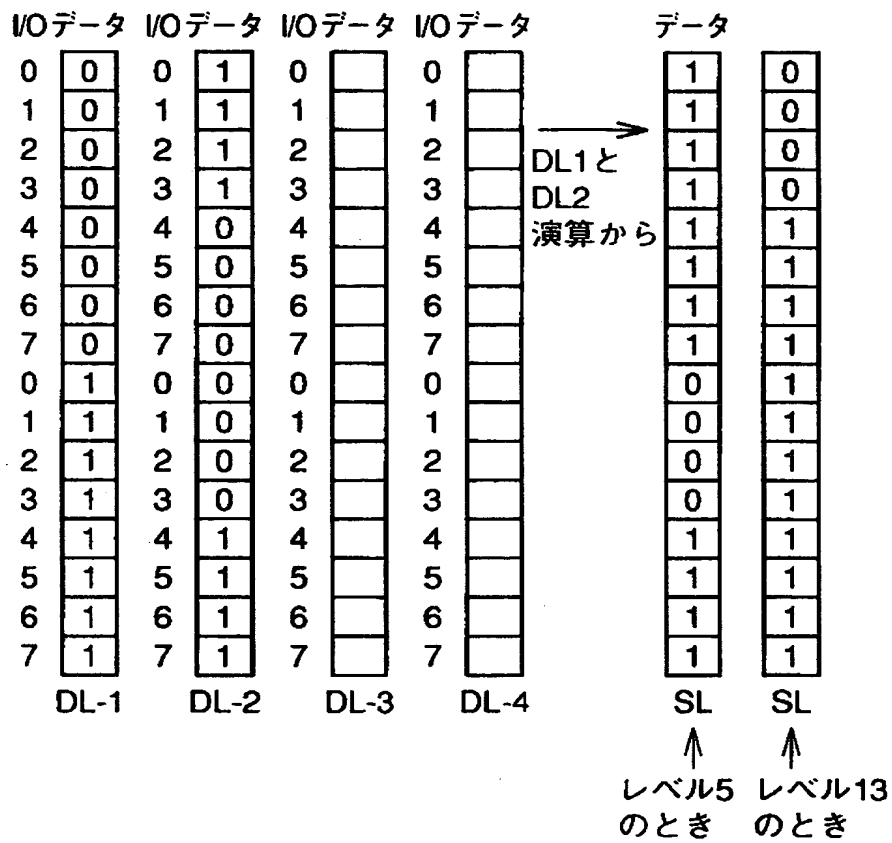 I/Oデータ I/Oデータ I/Oデータ I/Oデータ データ
0 0 0 1 0 0 1 0
1 0 1 1 1 1 1 0
2 0 2 1 2 2 1 0
3 0 3 1 3 3 1 0
4 0 4 0 4 4 1 1
5 0 5 0 5 5 1 1
6 0 6 0 6 6 1 1
7 0 7 0 7 7 1 1
0 1 0 0 0 0 0 1
1 1 1 0 1 1 0 1
2 1 2 0 2 2 0 1
3 1 3 0 3 3 0 1
4 1 4 1 4 4 1 1
5 1 5 1 5 5 1 1
6 1 6 1 6 6 1 1
7 1 7 1 7 7 1 1
DL1と
DL2
演算から
DL-1 DL-2 DL-3 DL-4 SL SL
レベル5
のとき
レベル13
のとき